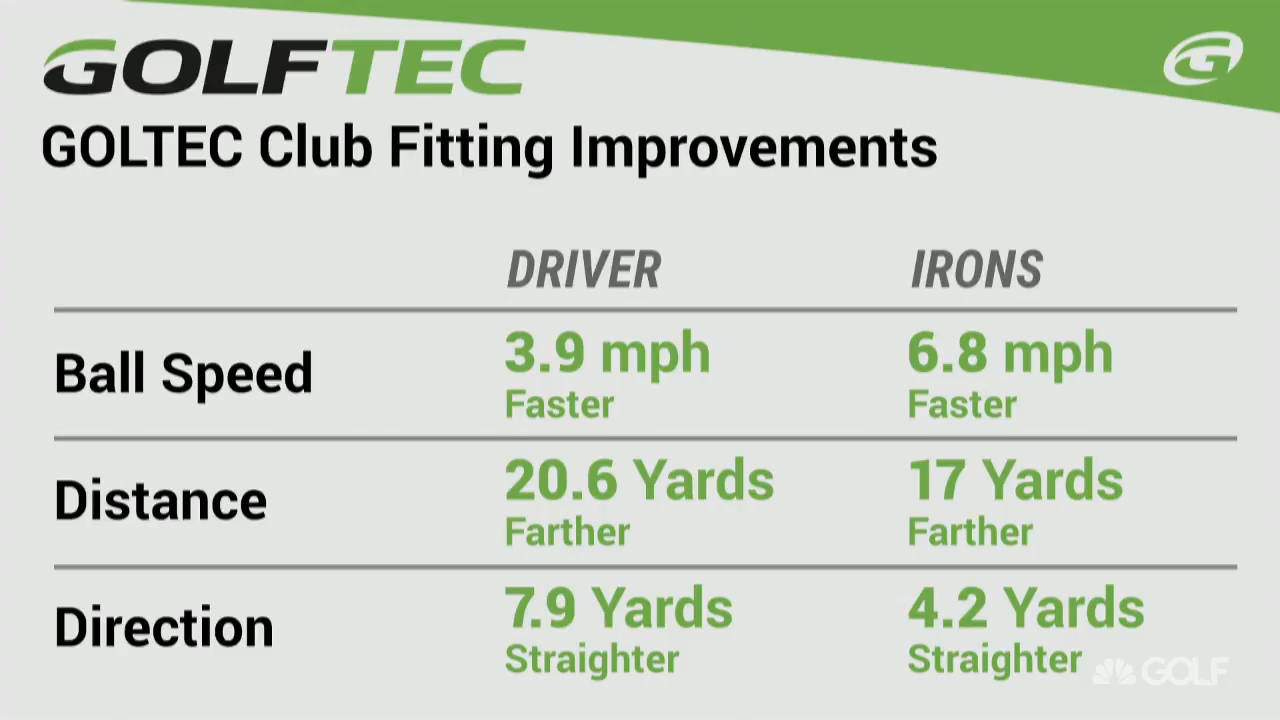 GOLFTEC
G
GOLTEC Club Fitting Improvements
DRIVER IRONS
Ball Speed 3.9 mph Faster 6.8 mph Faster
Distance 20.6 Yards Farther 17 Yards Farther
Direction 7.9 Yards Straighter 4.2 Yards Straighter
GOLF